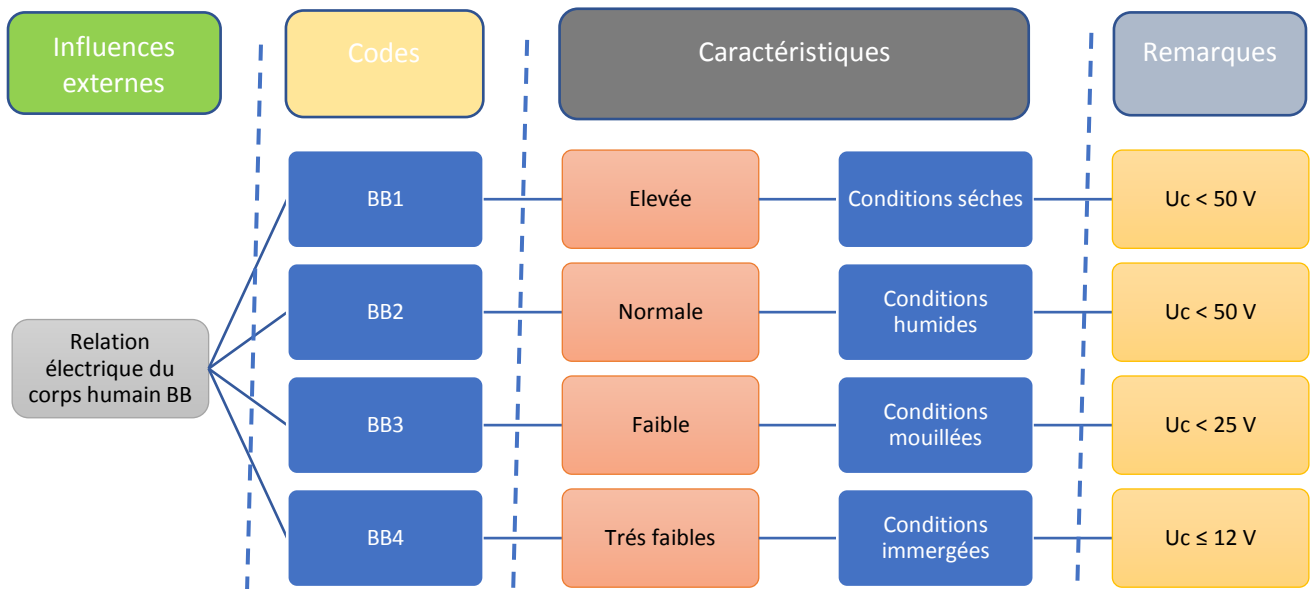 Influences
externes
Codes
Caractéristiques
Remarques
BB1
Elevée
Conditions séches
Uc < 50 V
BB2
Normale
Conditions
humides
Uc < 50 V
Relation
électrique du
corps humain BB
BB3
Faible
Conditions
mouillées
Uc < 25 V
BB4
Trés faibles
Conditions
immergées
Uc ≤ 12 V